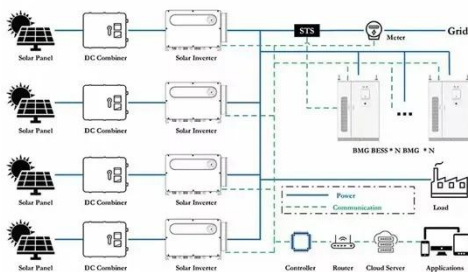 STS
Meter
Grid
Solar Panel
DC Combiner
Solar Inverter
Solar Panel
DC Combiner
Solar Inverter
BMG BESS * N BMG * N
Solar Panel
DC Combiner
Solar Inverter
Power
Communication
Load
Solar Panel
DC Combiner
Solar Inverter
Controller
Router
Cloud Server
Applications